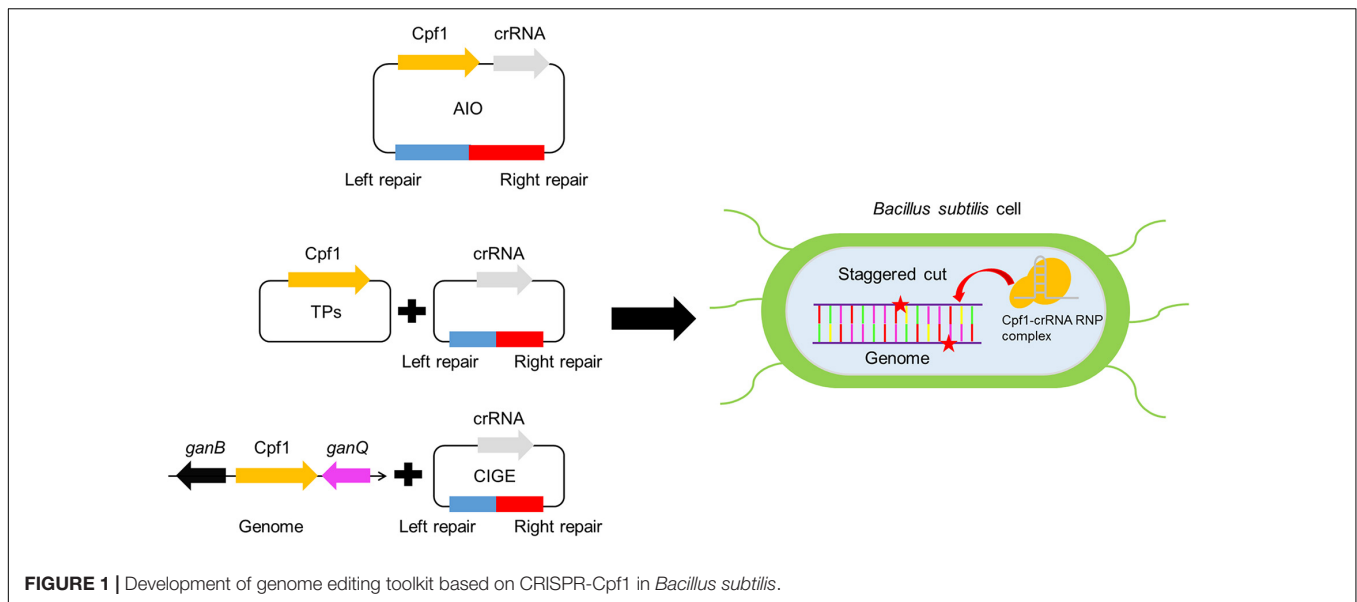 Cpf1
crRNA
AIO
Left repair
Right repair
Cpf1
TPs
crRNA
Left repair
Right repair
ganB
Cpf1
ganQ
Genome
crRNA
CIGE
Left repair
Right repair
Bacillus subtilis cell
Staggered cut
Genome
Cpf1-crRNA RNP
complex
FIGURE 1 | Development of genome editing toolkit based on CRISPR-Cpf1 in Bacillus subtilis.